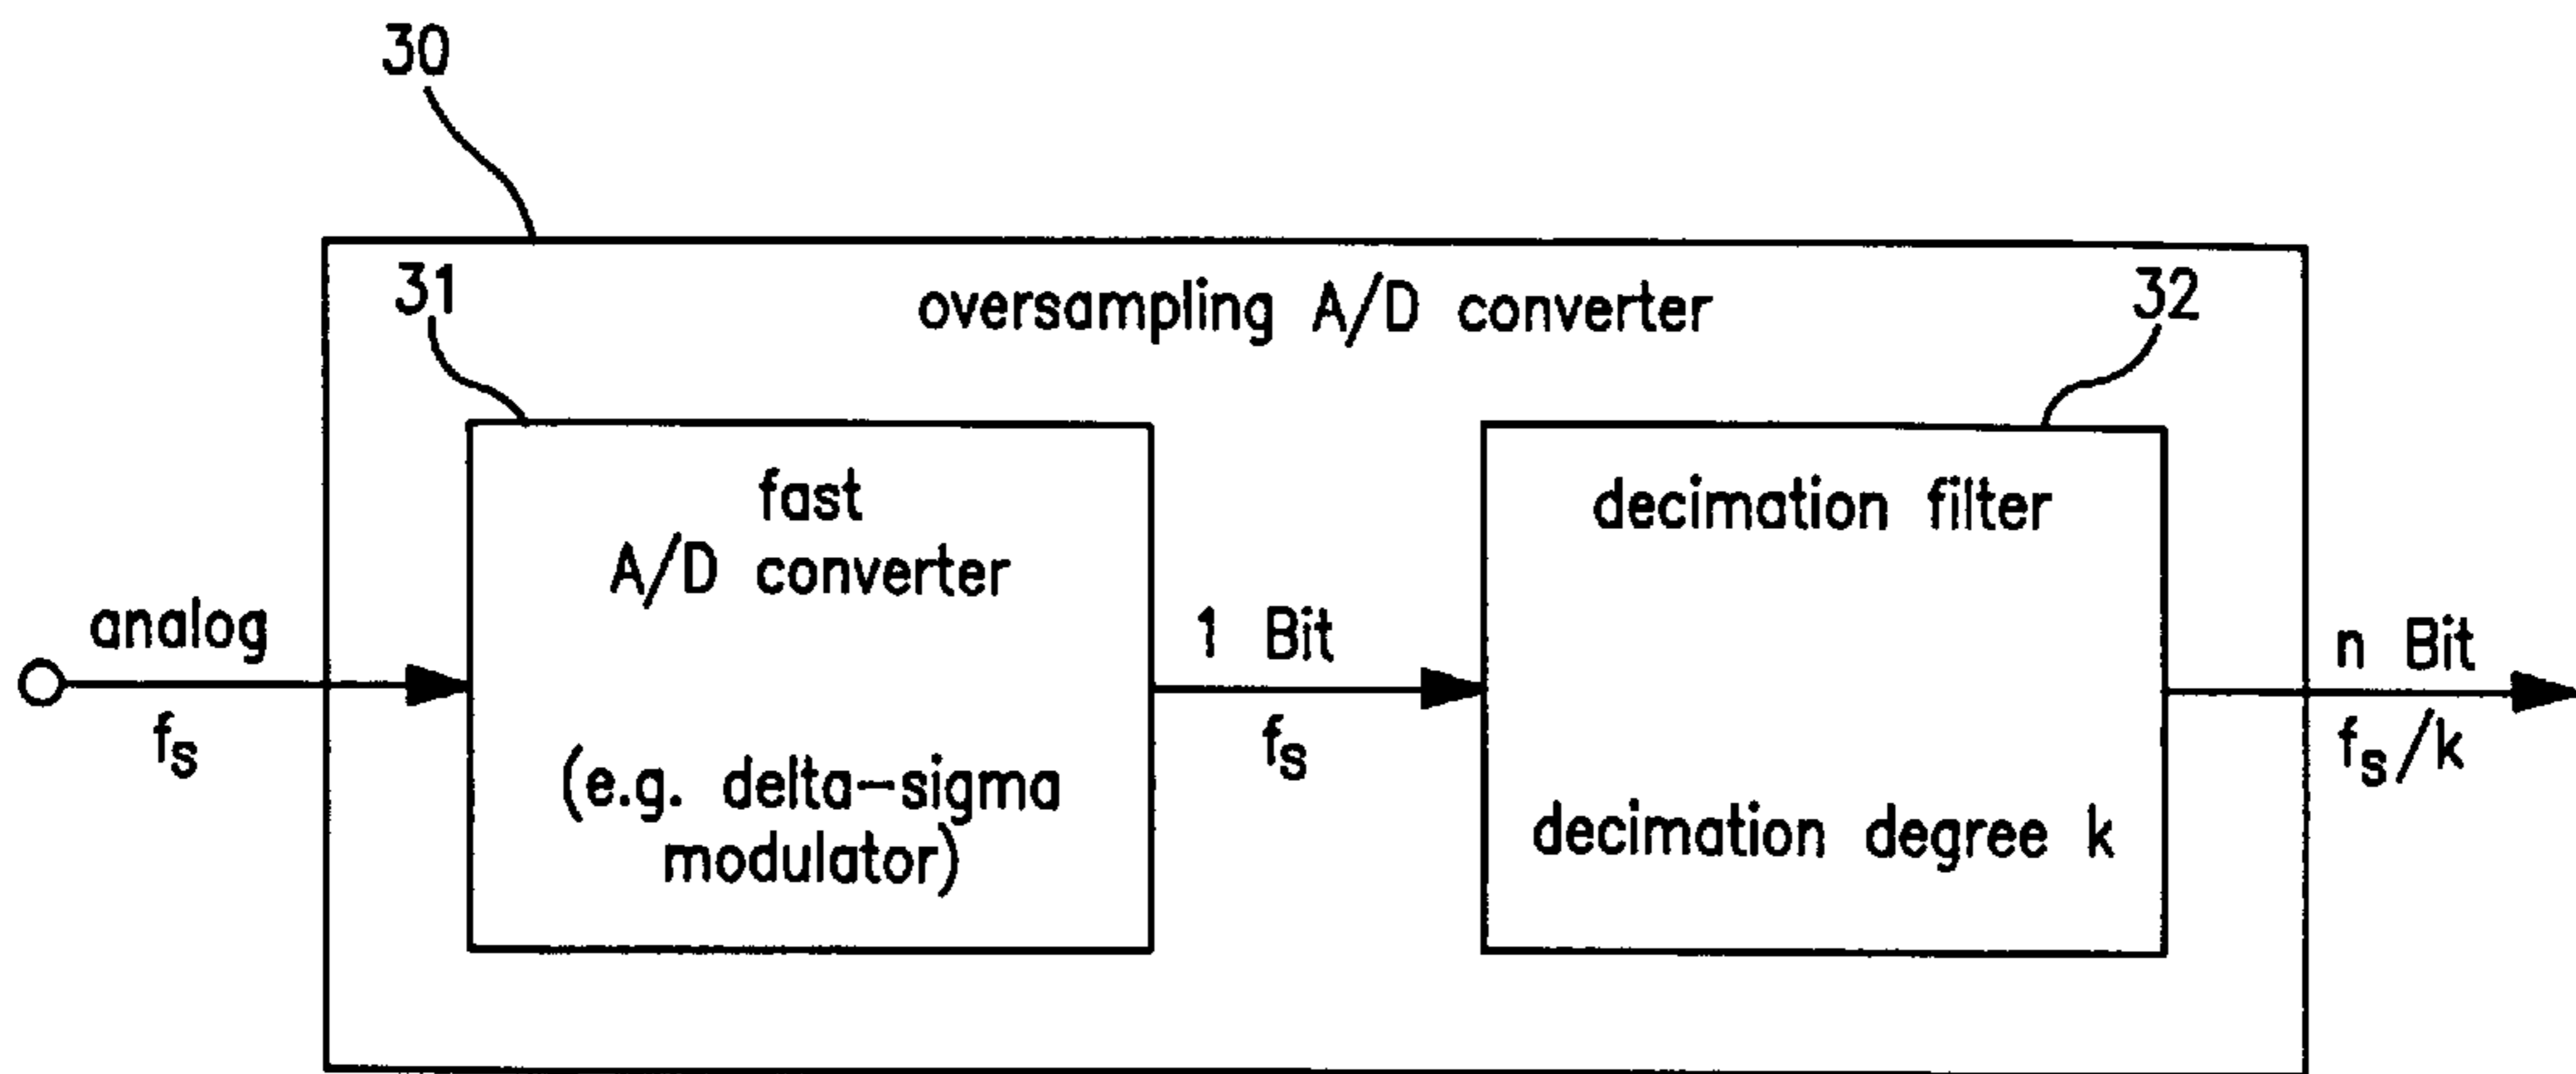 30
oversampling A/D converter
31
32
fast
A/D converter
(e.g. delta-sigma
modulator)
decimation filter
decimation degree k
analog
fs
1 Bit
fs
n Bit
fs/k